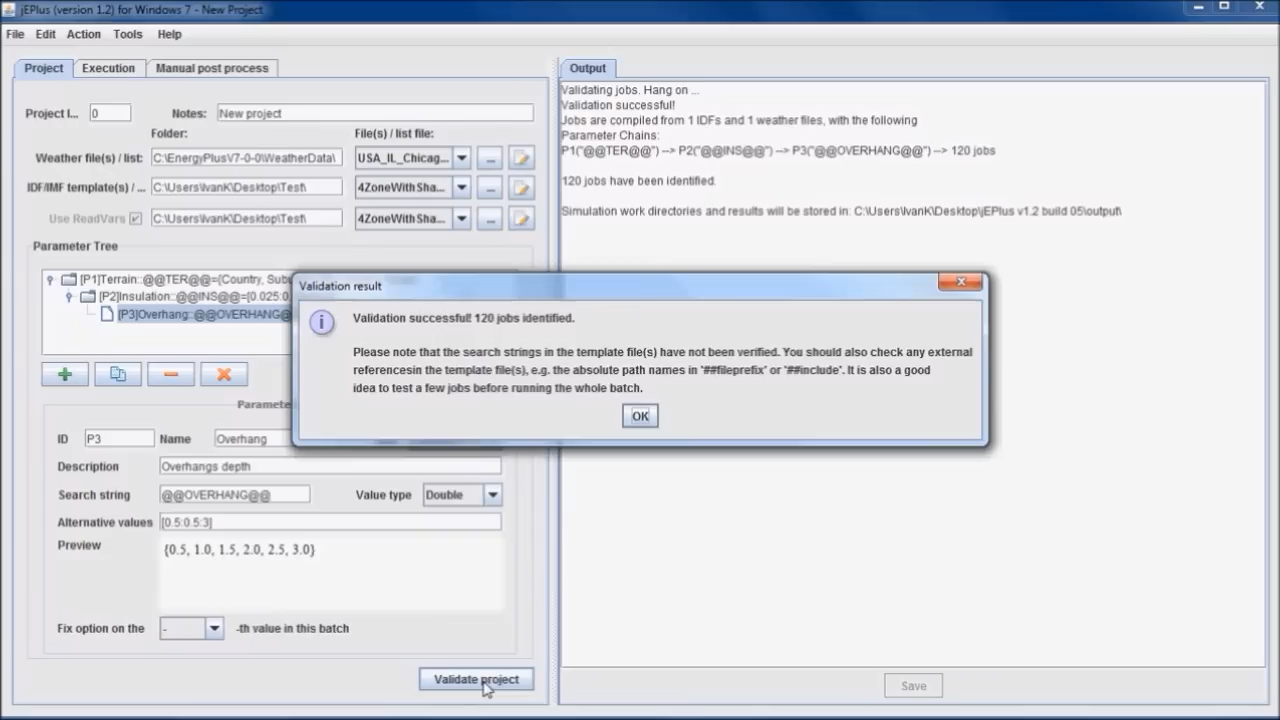 jEPlus (version 1.2) for Windows 7 - New Project
File Edit Action Tools Help
Project Execution Manual post process
Project I... 0 Notes: New project
Folder: File(s) / list file:
Weather file(s) / list: C:\EnergyPlusV7-0-0\WeatherData\ USA_IL_Chicag... ...
IDF/IMF template(s) / ... C:\Users\IvanK\Desktop\Test\ 4ZoneWithSha... ...
Use ReadVars C:\Users\IvanK\Desktop\Test\ 4ZoneWithSha... ...
Parameter Tree
[P1]Terrain::@@TER@@={Country, Subu
[P2]Insulation::@@INS@@=[0.025:0.
[P3]Overhang::@@OVERHANG@
Paramete
ID P3 Name Overhang
Description Overhangs depth
Search string @@OVERHANG@@ Value type Double
Alternative values [0.5:0.5:3]
Preview {0.5, 1.0, 1.5, 2.0, 2.5, 3.0}
Fix option on the - -th value in this batch
Validate project
Output
Validating jobs. Hang on ...
Validation successful!
Jobs are compiled from 1 IDFs and 1 weather files, with the following
Parameter Chains:
P1("@@TER@@") --> P2("@@INS@@") --> P3("@@OVERHANG@@") --> 120 jobs
120 jobs have been identified.
Simulation work directories and results will be stored in: C:\Users\IvanK\Desktop\jEPlus v1.2 build 05\output\
Save
Validation result
Validation successful! 120 jobs identified.
Please note that the search strings in the template file(s) have not been verified. You should also check any external
referencesin the template file(s), e.g. the absolute path names in '##fileprefix' or '##include'. It is also a good
idea to test a few jobs before running the whole batch.
OK